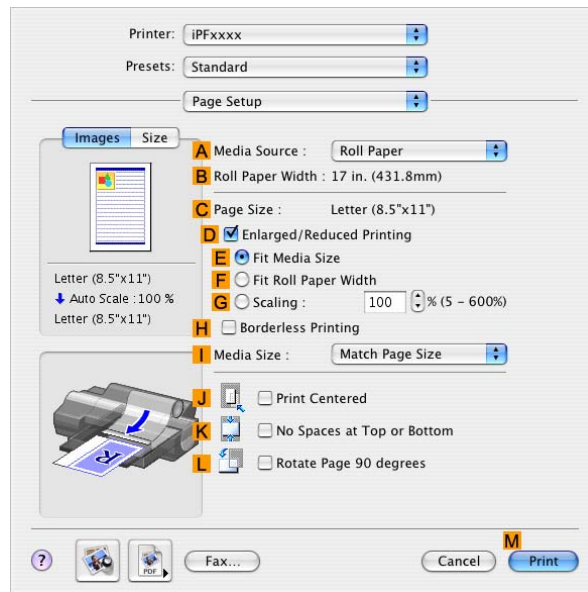 Printer: iPFxxxx
Presets: Standard
Page Setup
Images Size
Letter (8.5"x11")
Auto Scale : 100 %
Letter (8.5"x11")
A Media Source : Roll Paper
B Roll Paper Width : 17 in. (431.8mm)
C Page Size : Letter (8.5"x11")
D Enlarged/Reduced Printing
E Fit Media Size
F Fit Roll Paper Width
G Scaling : 100 % (5 - 600%)
H Borderless Printing
I Media Size : Match Page Size
J Print Centered
K No Spaces at Top or Bottom
L Rotate Page 90 degrees
R
M
? PDF Fax... Cancel Print